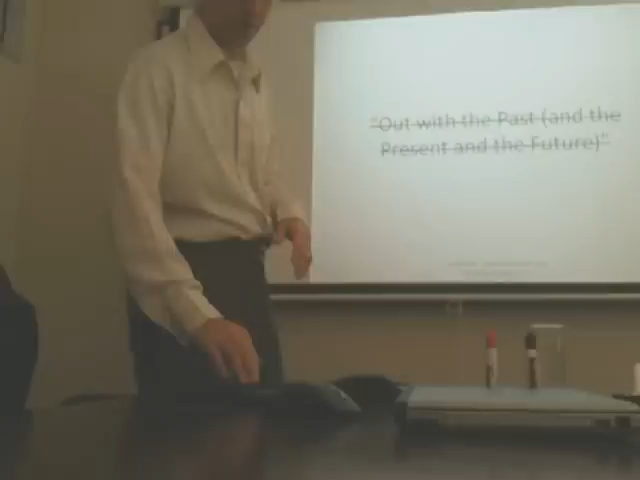 "Out with the Past (and the
Present and the Future)"